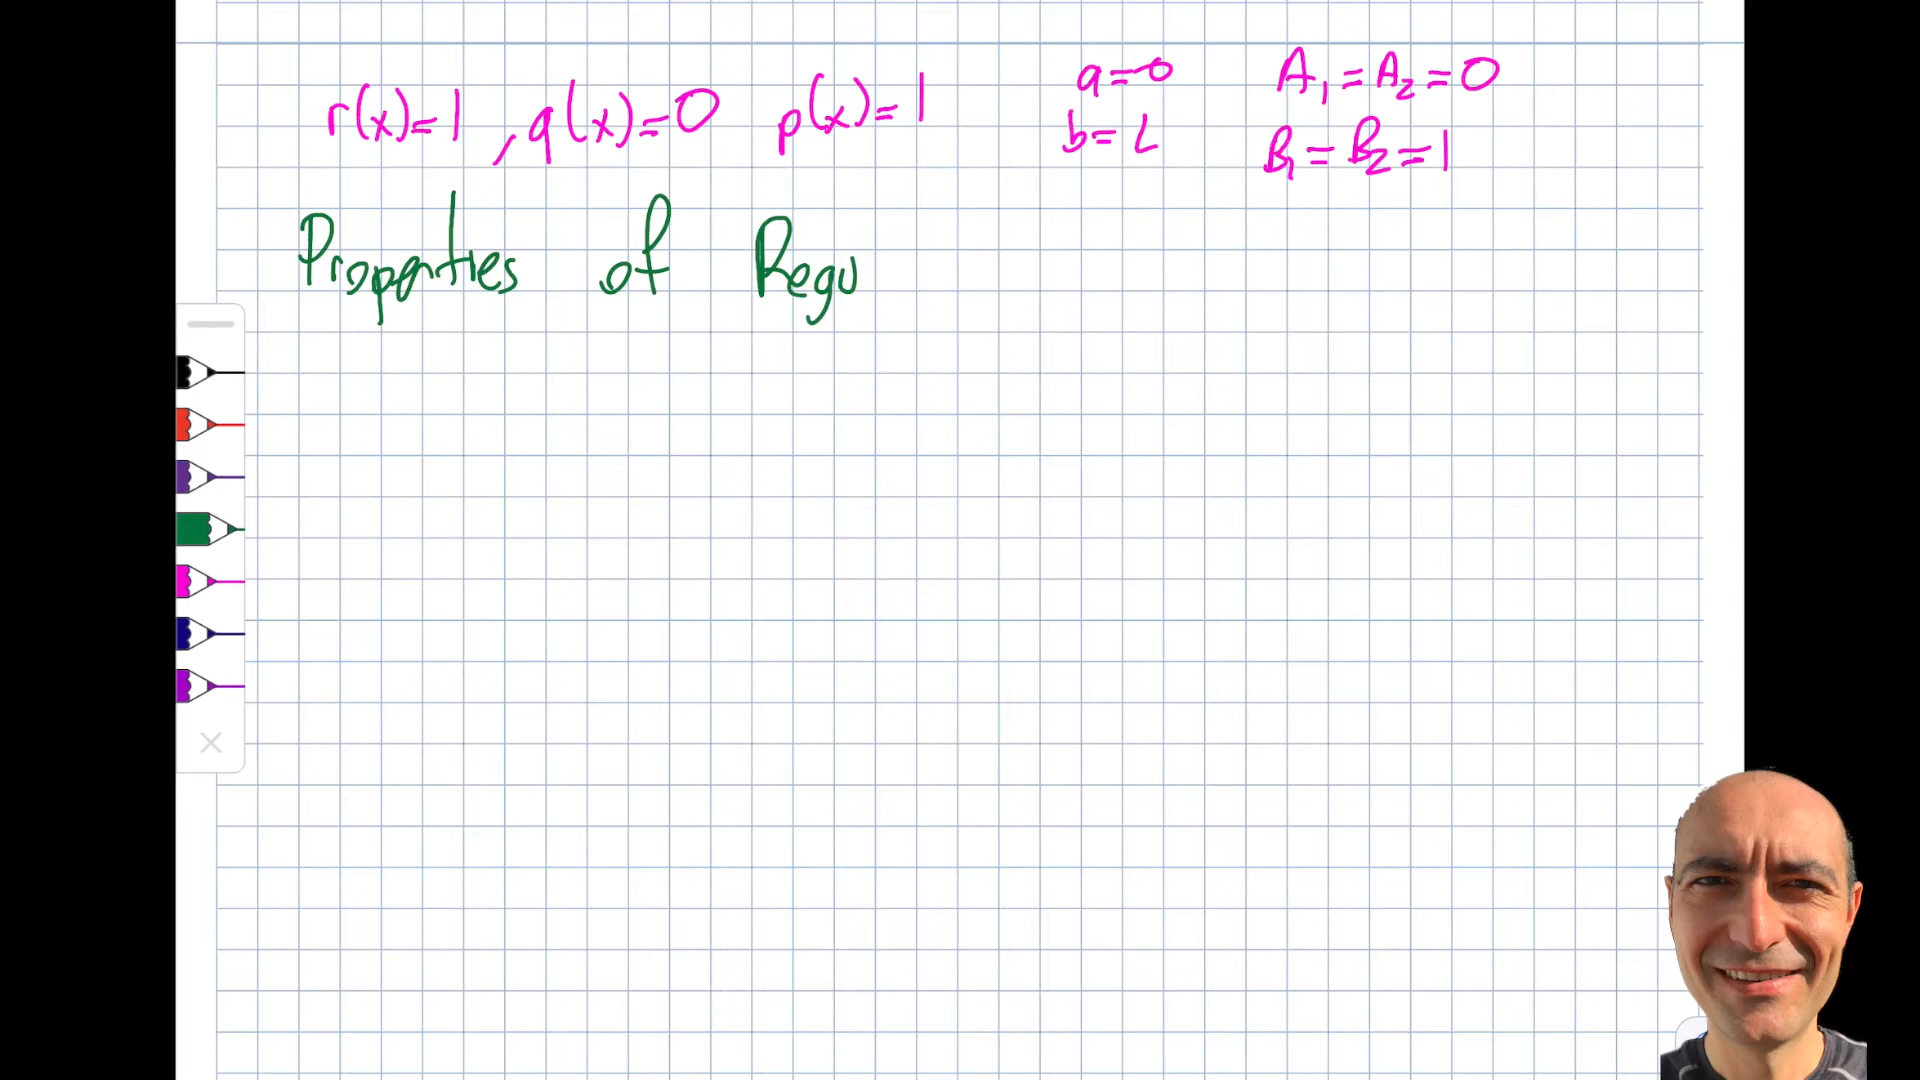 r(x)=1 , q(x)=0 p(x)=1
a=0
b=L
A₁=A₂=0
B₁=B₂=1
Properties of Regu